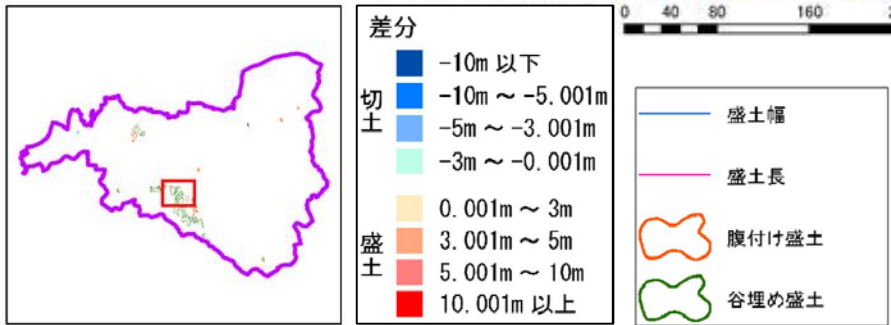 0 40 80 160 2
差分
切土
-10m 以下
-10m ～ -5.001m
-5m ～ -3.001m
-3m ～ -0.001m
盛土
0.001m ～ 3m
3.001m ～ 5m
5.001m ～ 10m
10.001m 以上
盛土幅
盛土長
腹付け盛土
谷埋め盛土